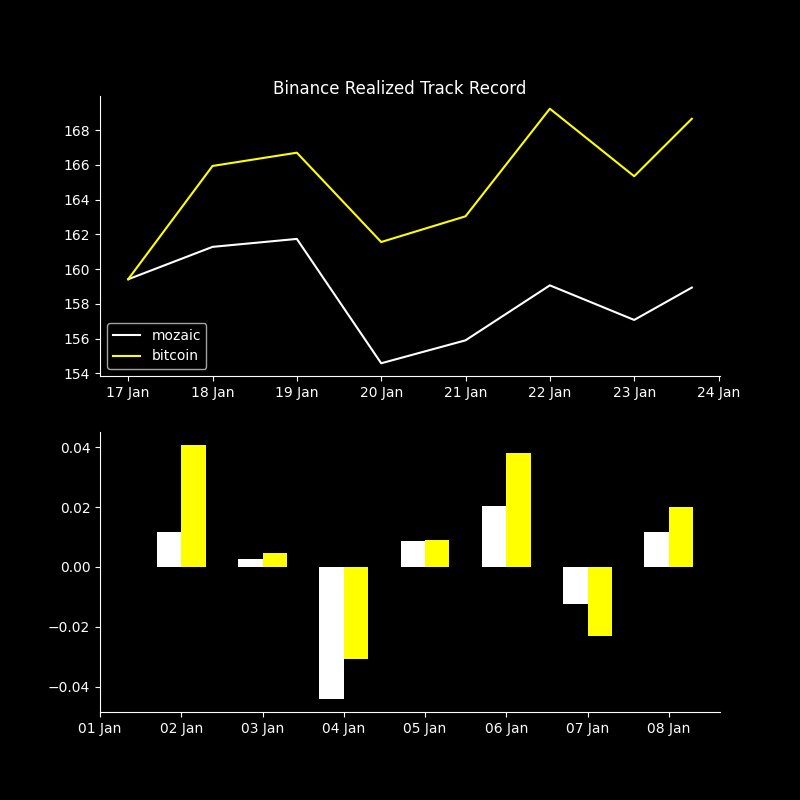 Binance Realized Track Record
168
166
164
162
160
158
156
154
mozaic
bitcoin
17 Jan 18 Jan 19 Jan 20 Jan 21 Jan 22 Jan 23 Jan 24 Jan
0.04
0.02
0.00
−0.02
−0.04
01 Jan 02 Jan 03 Jan 04 Jan 05 Jan 06 Jan 07 Jan 08 Jan